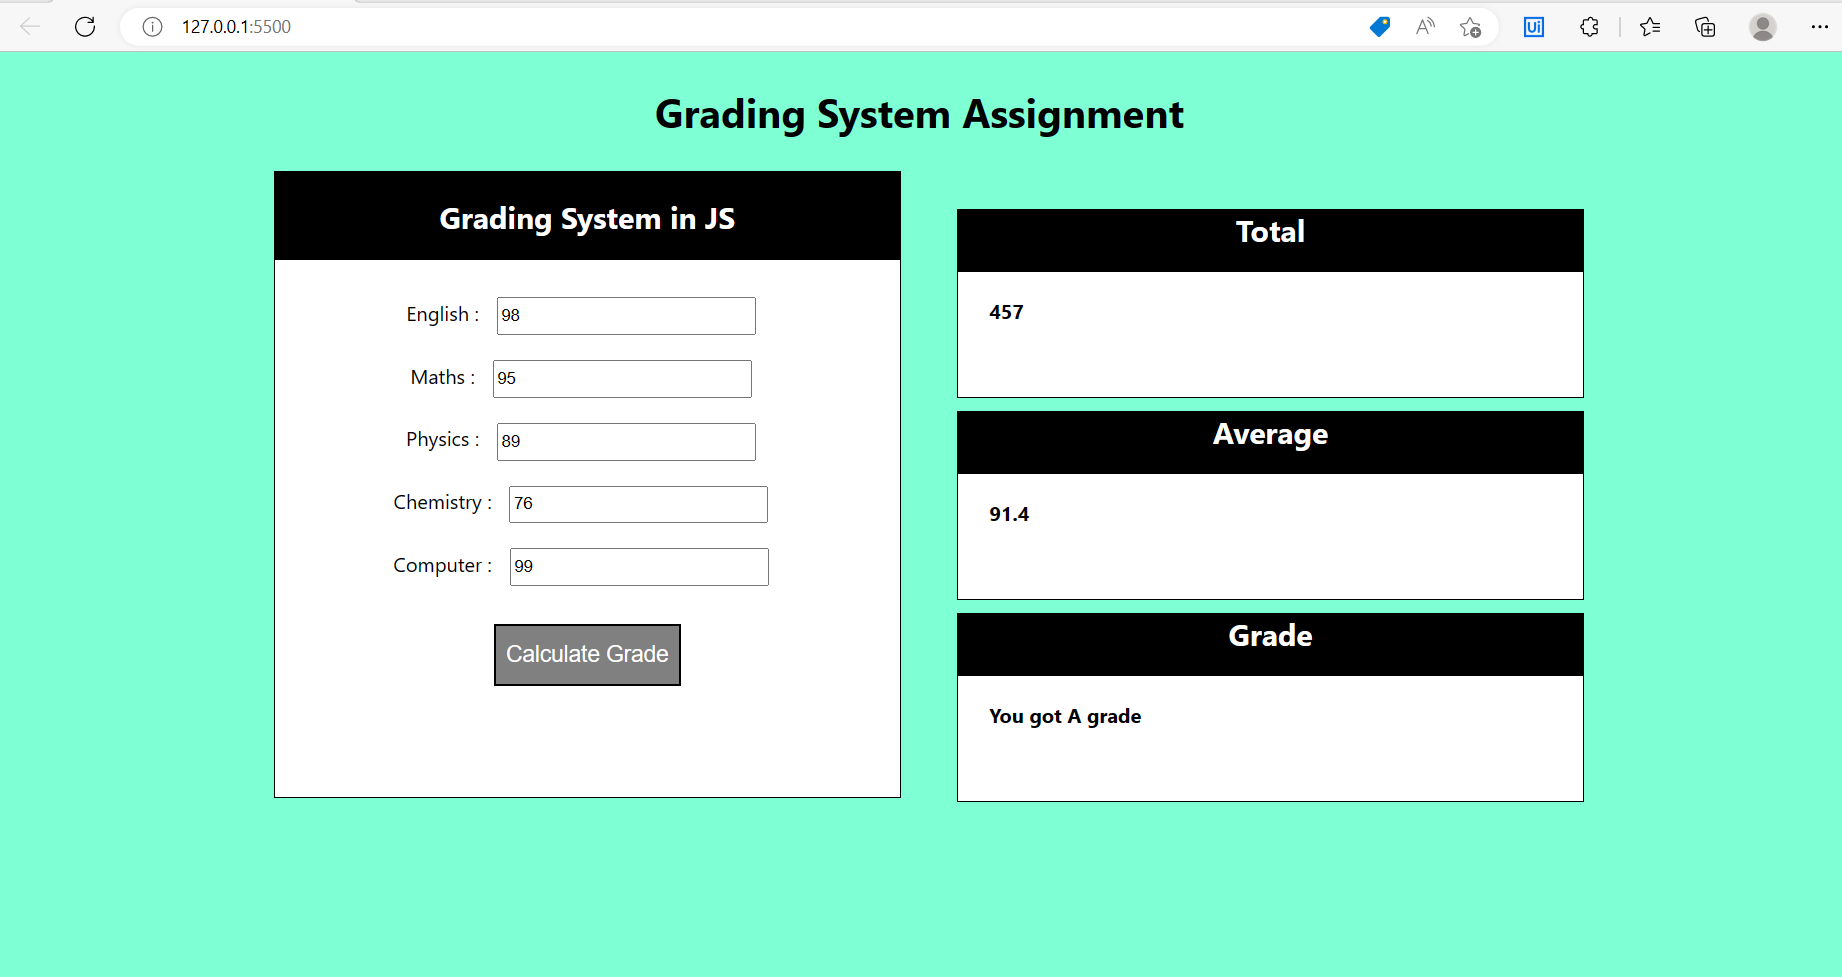 127.0.0.1:5500
Grading System Assignment
Grading System in JS
English : 98
Maths : 95
Physics : 89
Chemistry : 76
Computer : 99
Calculate Grade
Total
457
Average
91.4
Grade
You got A grade